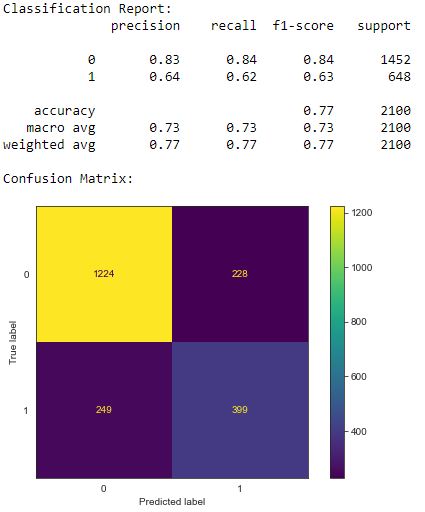 Classification Report:
precision recall f1-score support
0 0.83 0.84 0.84 1452
1 0.64 0.62 0.63 648
accuracy 0.77 2100
macro avg 0.73 0.73 0.73 2100
weighted avg 0.77 0.77 0.77 2100
Confusion Matrix:
1200
1000
800
600
400
True label
0
1224 228
1
249 399
0 1
Predicted label